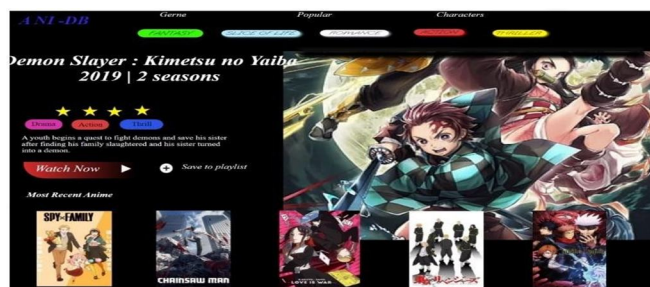 ANI-DB
Gerne Popular Characters
FANTASY SLICE OF LIFE ROMANCE ACTION THRILLER
Demon Slayer : Kimetsu no Yaiba
2019 | 2 seasons
Drama Action Thrill
A youth begins a quest to fight demons and save his sister
after finding his family slaughtered and his sister turned
into a demon.
Watch Now Save to playlist
Most Recent Anime
SPY×FAMILY
CHAINSAW MAN
LOVE IS WAR